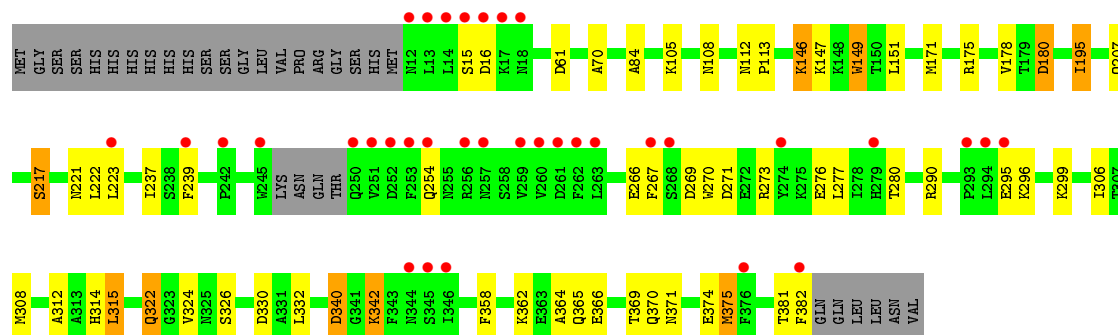 MET GLY SER SER HIS HIS HIS HIS HIS HIS SER SER GLY LEU VAL PRO ARG GLY SER HIS MET N12 L13 L14 S15 D16 K17 N18 D61 A70 A84 K105 N108 N112 P113 K146 K147 K148 W149 T150 L151 M171 R175 V178 T179 D180 I195
S217 N221 L222 L223 I237 S238 F239 P242 W245 LYS ASN GLN THR Q250 V251 D252 F253 Q254 N255 R256 N257 S258 V259 V260 D261 F262 L263 E266 F267 S268 D269 W270 D271 E272 R273 Y274 K275 E276 L277 I278 H279 T280 R290 P293 L294 E295 K296 K299 I306
M308 A312 A313 H314 L315 Q322 G323 V324 N325 S326 D330 A331 L332 D340 G341 K342 F343 N344 S345 I346 F358 K362 E363 A364 Q365 E366 T369 Q370 N371 E374 M375 F376 T381 F382 GLN GLN LEU LEU ASN VAL